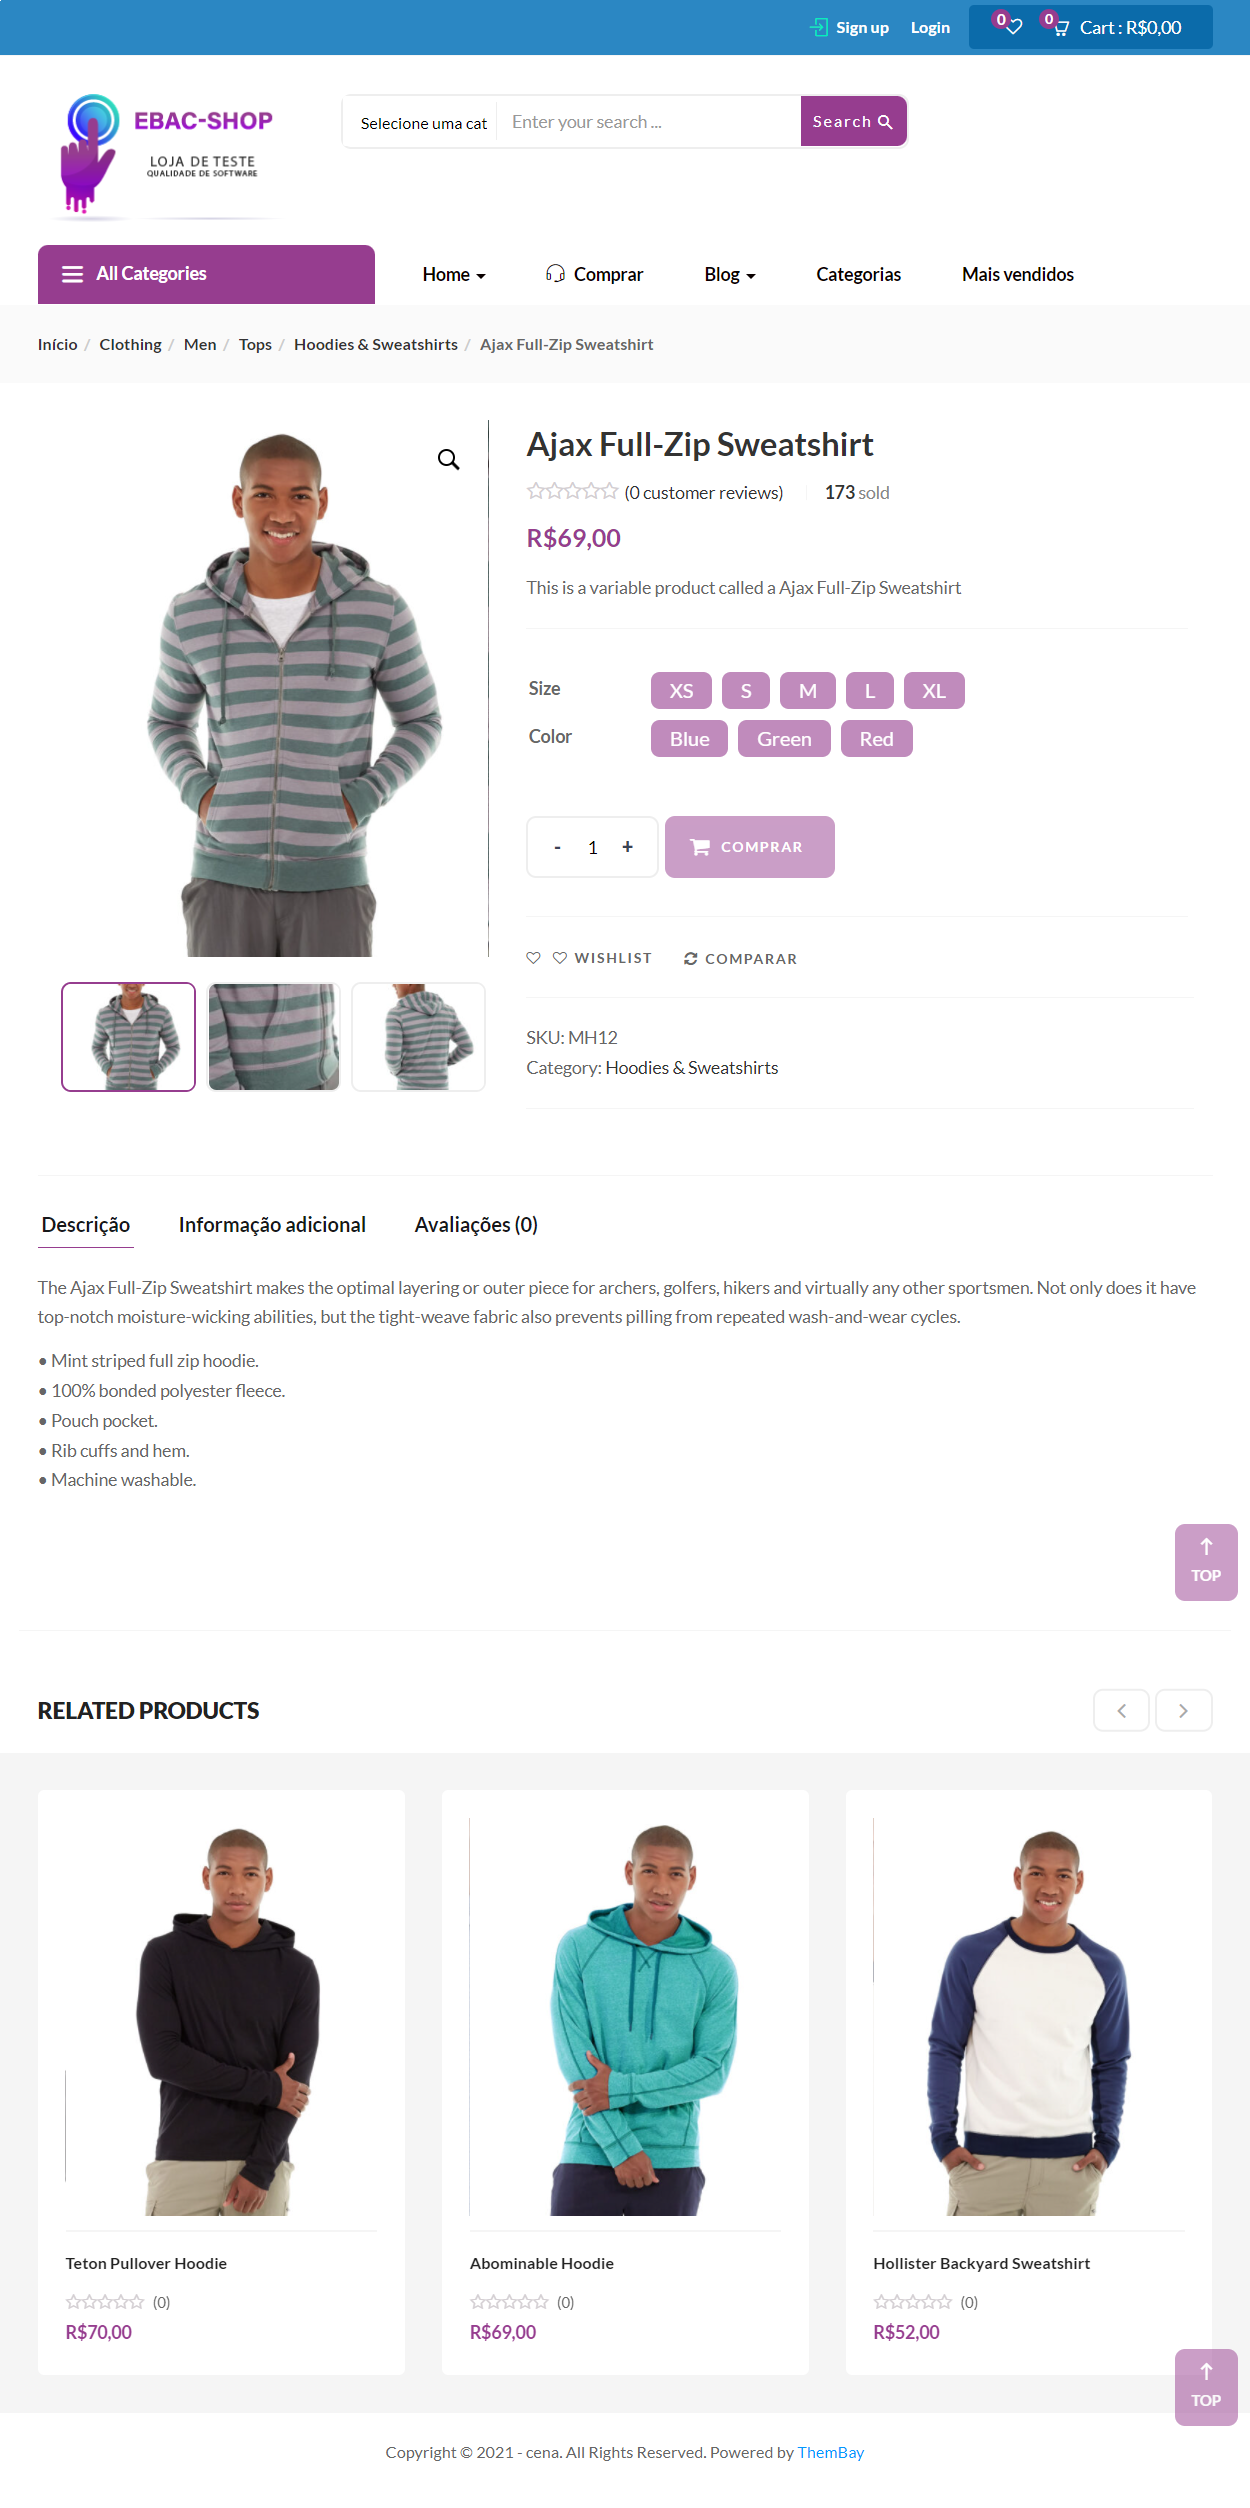 Sign up Login 0 0 Cart : R$0,00
EBAC-SHOP
LOJA DE TESTE
QUALIDADE DE SOFTWARE
Selecione uma cat Enter your search ... Search
All Categories Home Comprar Blog Categorias Mais vendidos
Início / Clothing / Men / Tops / Hoodies & Sweatshirts / Ajax Full-Zip Sweatshirt
Ajax Full-Zip Sweatshirt
(0 customer reviews) 173 sold
R$69,00
This is a variable product called a Ajax Full-Zip Sweatshirt
Size XS S M L XL
Color Blue Green Red
- 1 + COMPRAR
WISHLIST COMPARAR
SKU: MH12
Category: Hoodies & Sweatshirts
Descrição Informação adicional Avaliações (0)
The Ajax Full-Zip Sweatshirt makes the optimal layering or outer piece for archers, golfers, hikers and virtually any other sportsmen. Not only does it have
top-notch moisture-wicking abilities, but the tight-weave fabric also prevents pilling from repeated wash-and-wear cycles.
• Mint striped full zip hoodie.
• 100% bonded polyester fleece.
• Pouch pocket.
• Rib cuffs and hem.
• Machine washable.
TOP
RELATED PRODUCTS
Teton Pullover Hoodie
(0)
R$70,00
Abominable Hoodie
(0)
R$69,00
Hollister Backyard Sweatshirt
(0)
R$52,00
TOP
Copyright © 2021 - cena. All Rights Reserved. Powered by ThemBay